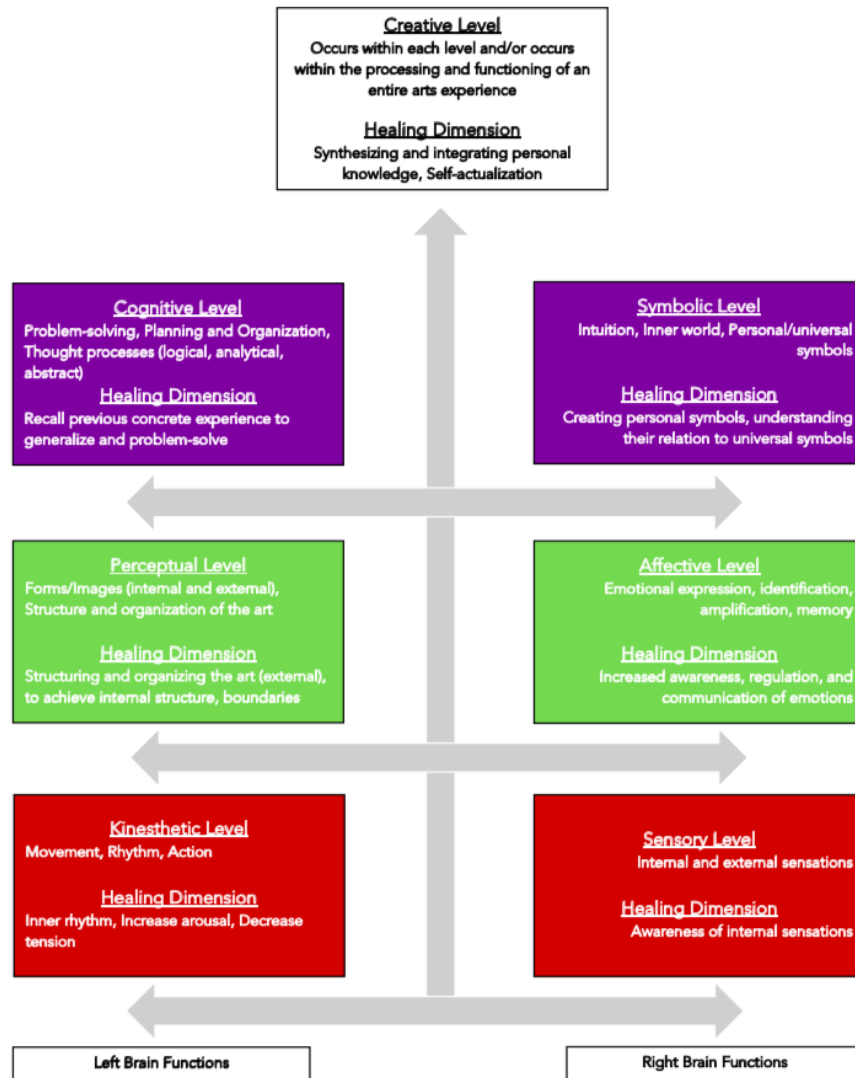 Creative Level
Occurs within each level and/or occurs
within the processing and functioning of an
entire arts experience
Healing Dimension
Synthesizing and integrating personal
knowledge, Self-actualization
Cognitive Level
Problem-solving, Planning and Organization,
Thought processes (logical, analytical,
abstract)
Healing Dimension
Recall previous concrete experience to
generalize and problem-solve
Symbolic Level
Intuition, Inner world, Personal/universal
symbols
Healing Dimension
Creating personal symbols, understanding
their relation to universal symbols
Perceptual Level
Forms/Images (internal and external),
Structure and organization of the art
Healing Dimension
Structuring and organizing the art (external),
to achieve internal structure, boundaries
Affective Level
Emotional expression, identification,
amplification, memory
Healing Dimension
Increased awareness, regulation, and
communication of emotions
Kinesthetic Level
Movement, Rhythm, Action
Healing Dimension
Inner rhythm, Increase arousal, Decrease
tension
Sensory Level
Internal and external sensations
Healing Dimension
Awareness of internal sensations
Left Brain Functions
Right Brain Functions